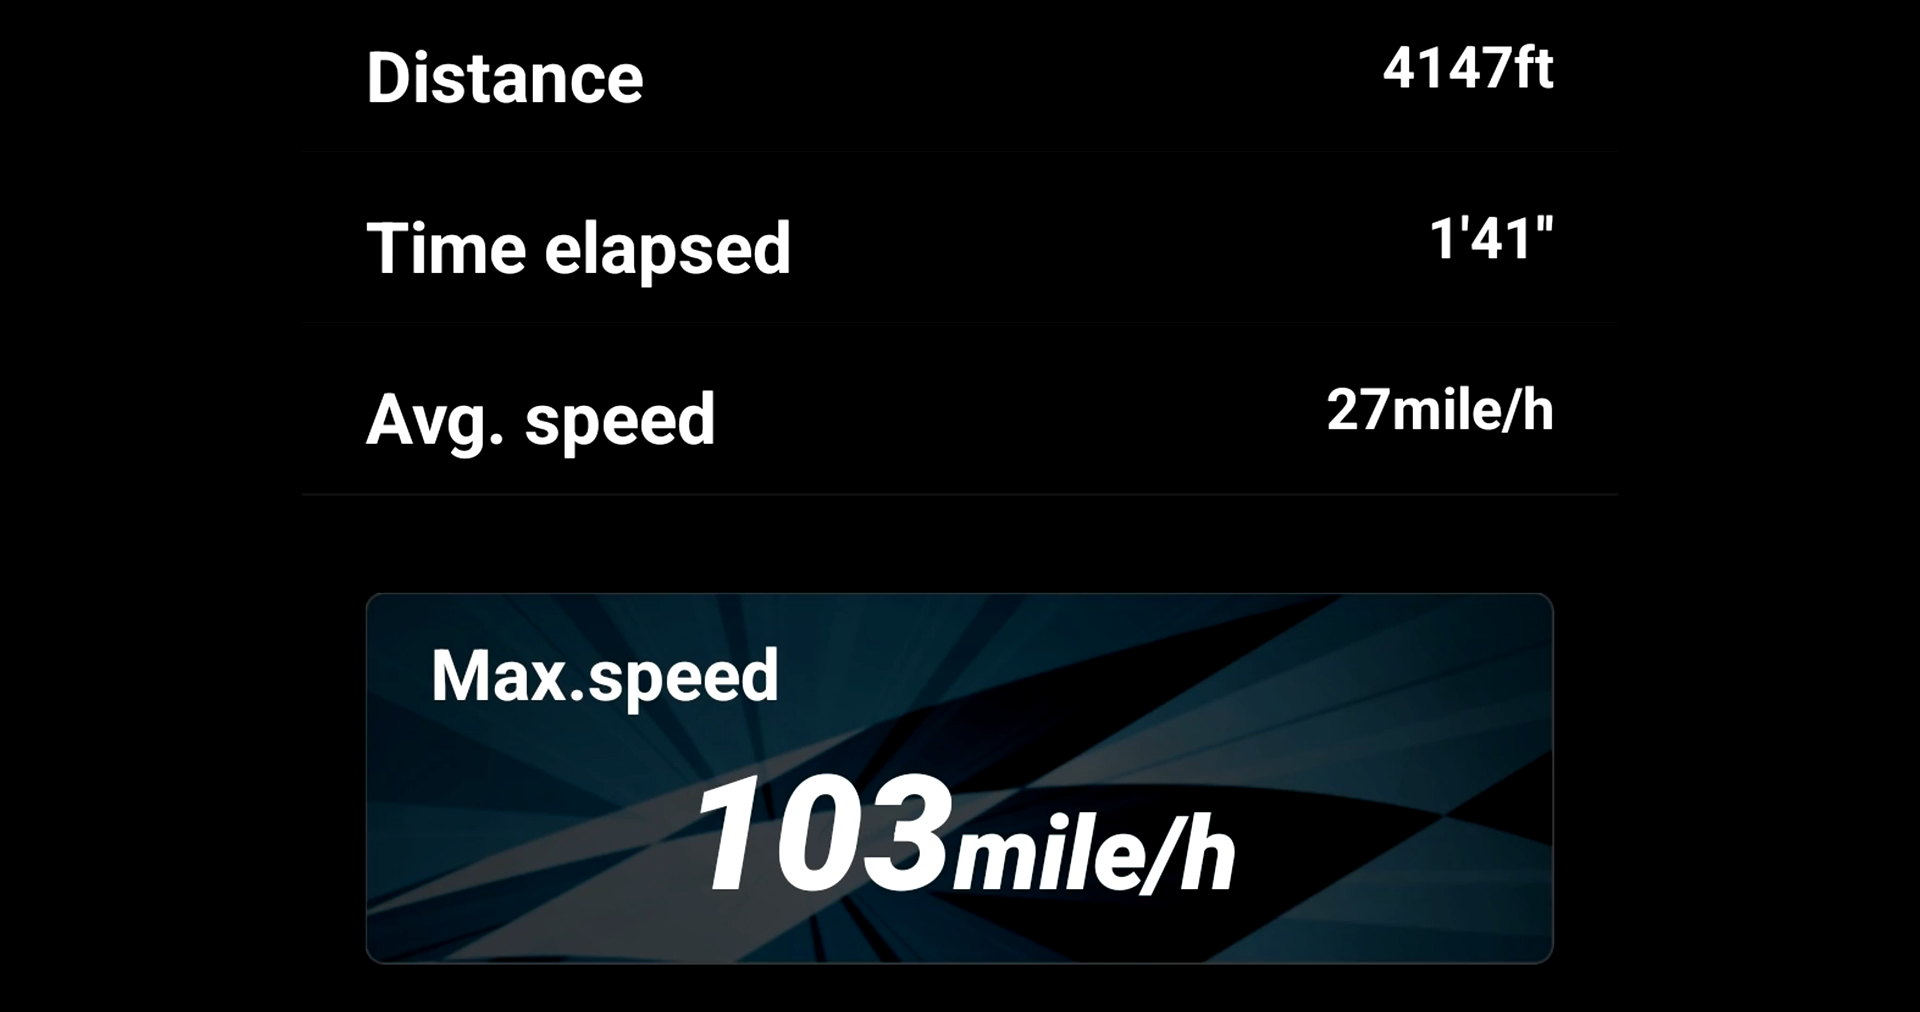 Distance 4147ft
Time elapsed 1'41"
Avg. speed 27mile/h
Max.speed
103mile/h